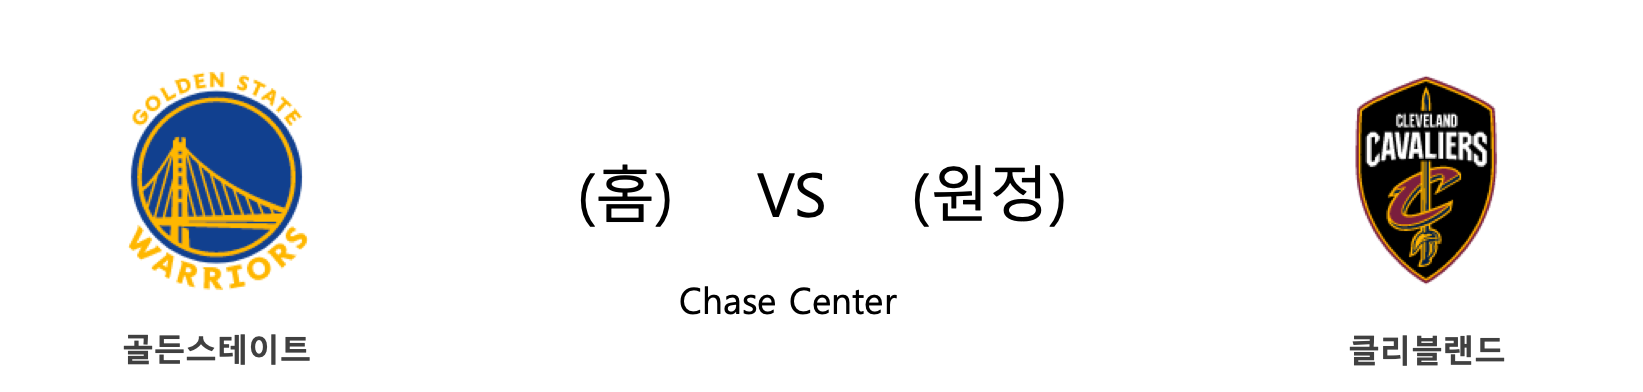 GOLDEN STATE
WARRIORS
CLEVELAND
CAVALIERS
C
(홈) VS (원정)
Chase Center
골든스테이트
클리블랜드